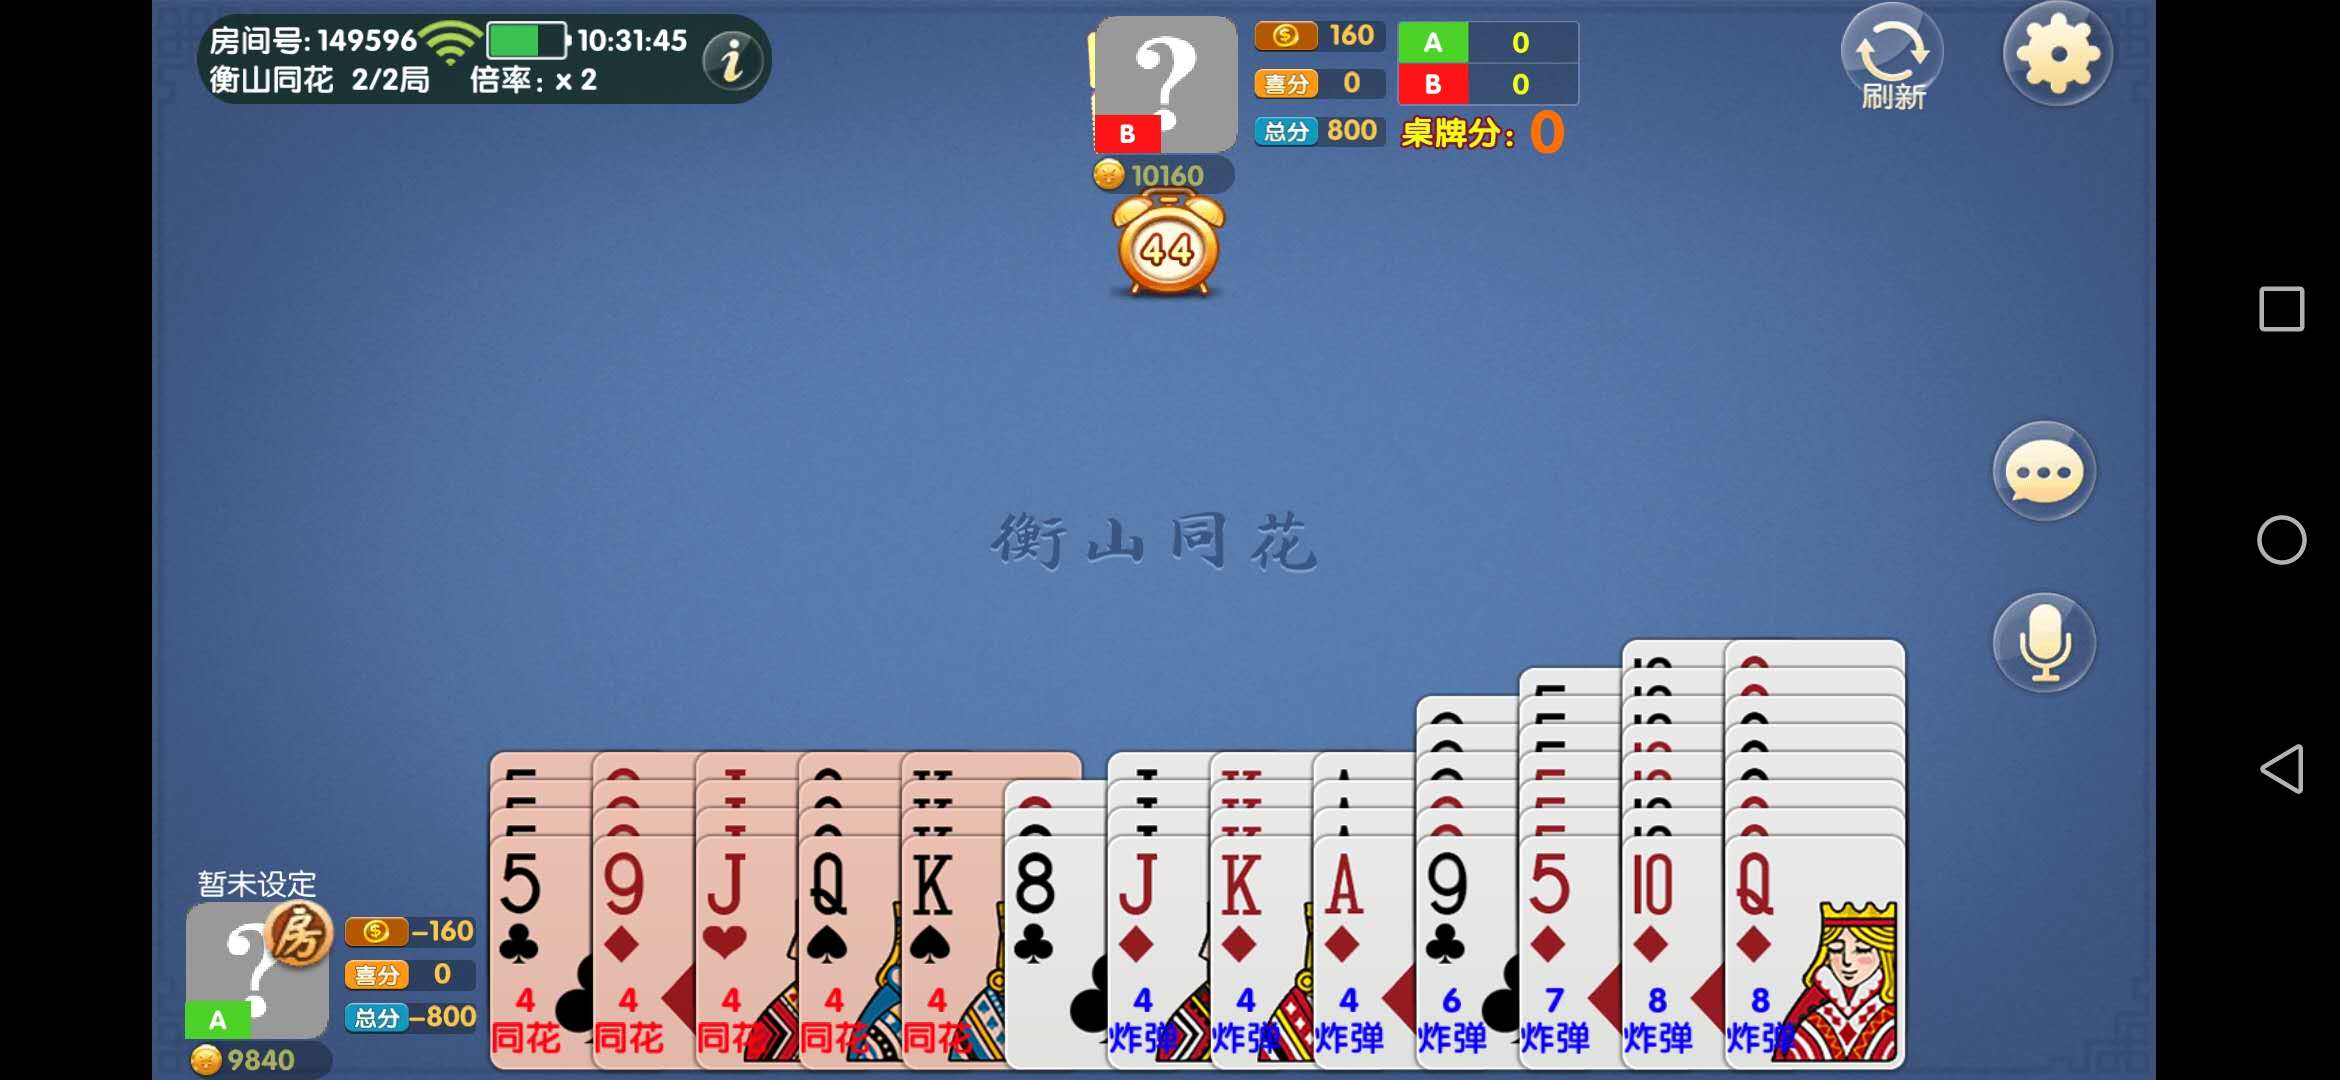 房间号: 149596 10:31:45
衡山同花 2/2局 倍率: x 2
i
?
B
160
喜分 0
总分 800
10160
A 0
B 0
桌牌分: 0
刷新
44
衡山同花
暂未设定
房
?
A
-160
喜分 0
总分 -800
9840
5 9 J Q K 8 J K A 9 5 10 Q
4 4 4 4 4 4 4 4 6 7 8 8
同花 同花 同花 同花 同花 炸弹 炸弹 炸弹 炸弹 炸弹 炸弹 炸弹